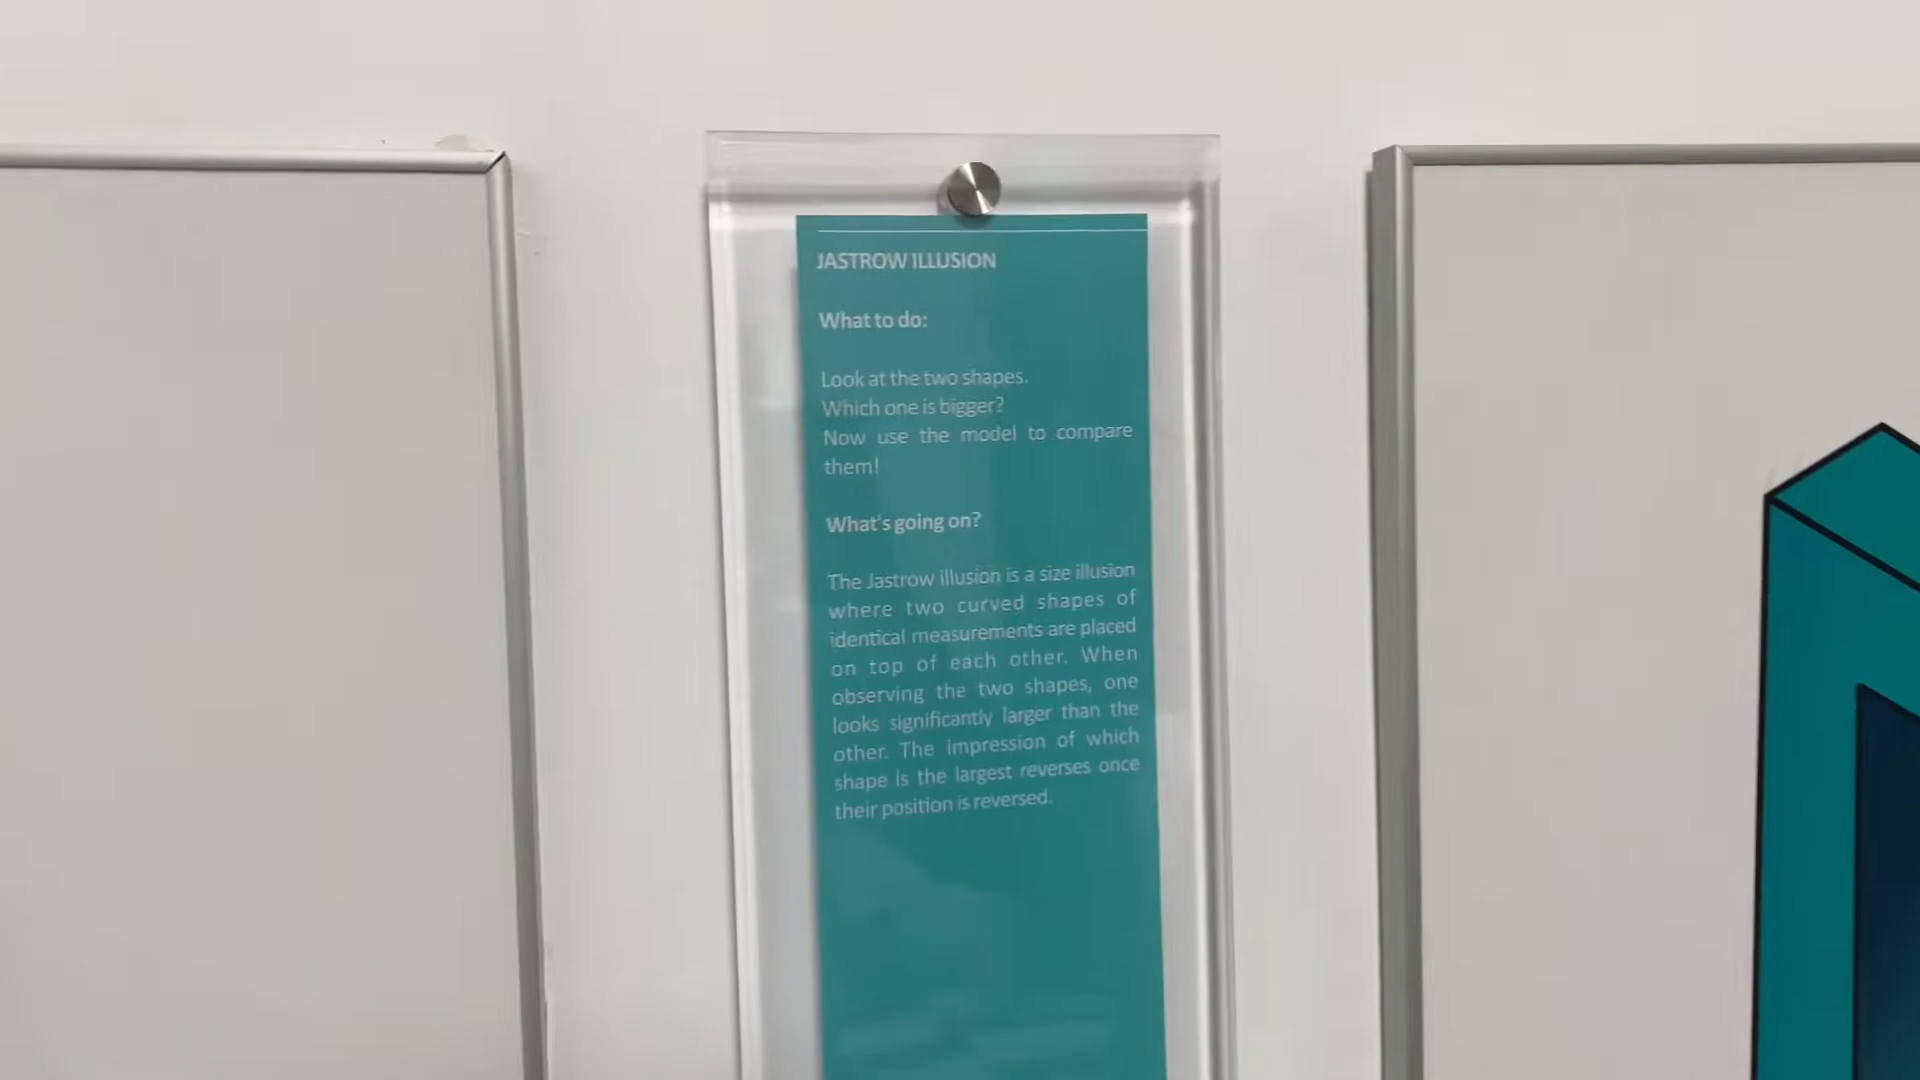 JASTROW ILLUSION
What to do:
Look at the two shapes.
Which one is bigger?
Now use the model to compare
them!
What's going on?
The Jastrow illusion is a size illusion
where two curved shapes of
identical measurements are placed
on top of each other. When
observing the two shapes, one
looks significantly larger than the
other. The impression of which
shape is the largest reverses once
their position is reversed.